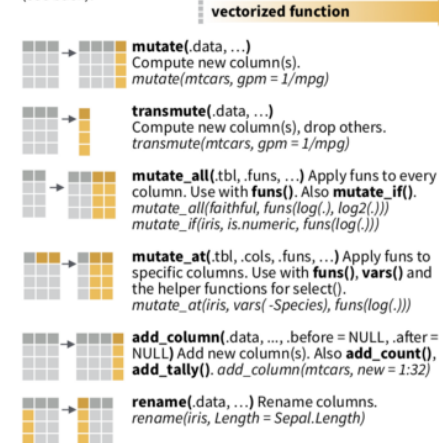 vectorized function
mutate(.data, …)
Compute new column(s).
mutate(mtcars, gpm = 1/mpg)
transmute(.data, …)
Compute new column(s), drop others.
transmute(mtcars, gpm = 1/mpg)
mutate_all(.tbl, .funs, …) Apply funs to every
column. Use with funs(). Also mutate_if().
mutate_all(faithful, funs(log(.), log2(.)))
mutate_if(iris, is.numeric, funs(log(.)))
mutate_at(.tbl, .cols, .funs, …) Apply funs to
specific columns. Use with funs(), vars() and
the helper functions for select().
mutate_at(iris, vars( -Species), funs(log(.)))
add_column(.data, ..., .before = NULL, .after =
NULL) Add new column(s). Also add_count(),
add_tally(). add_column(mtcars, new = 1:32)
rename(.data, …) Rename columns.
rename(iris, Length = Sepal.Length)